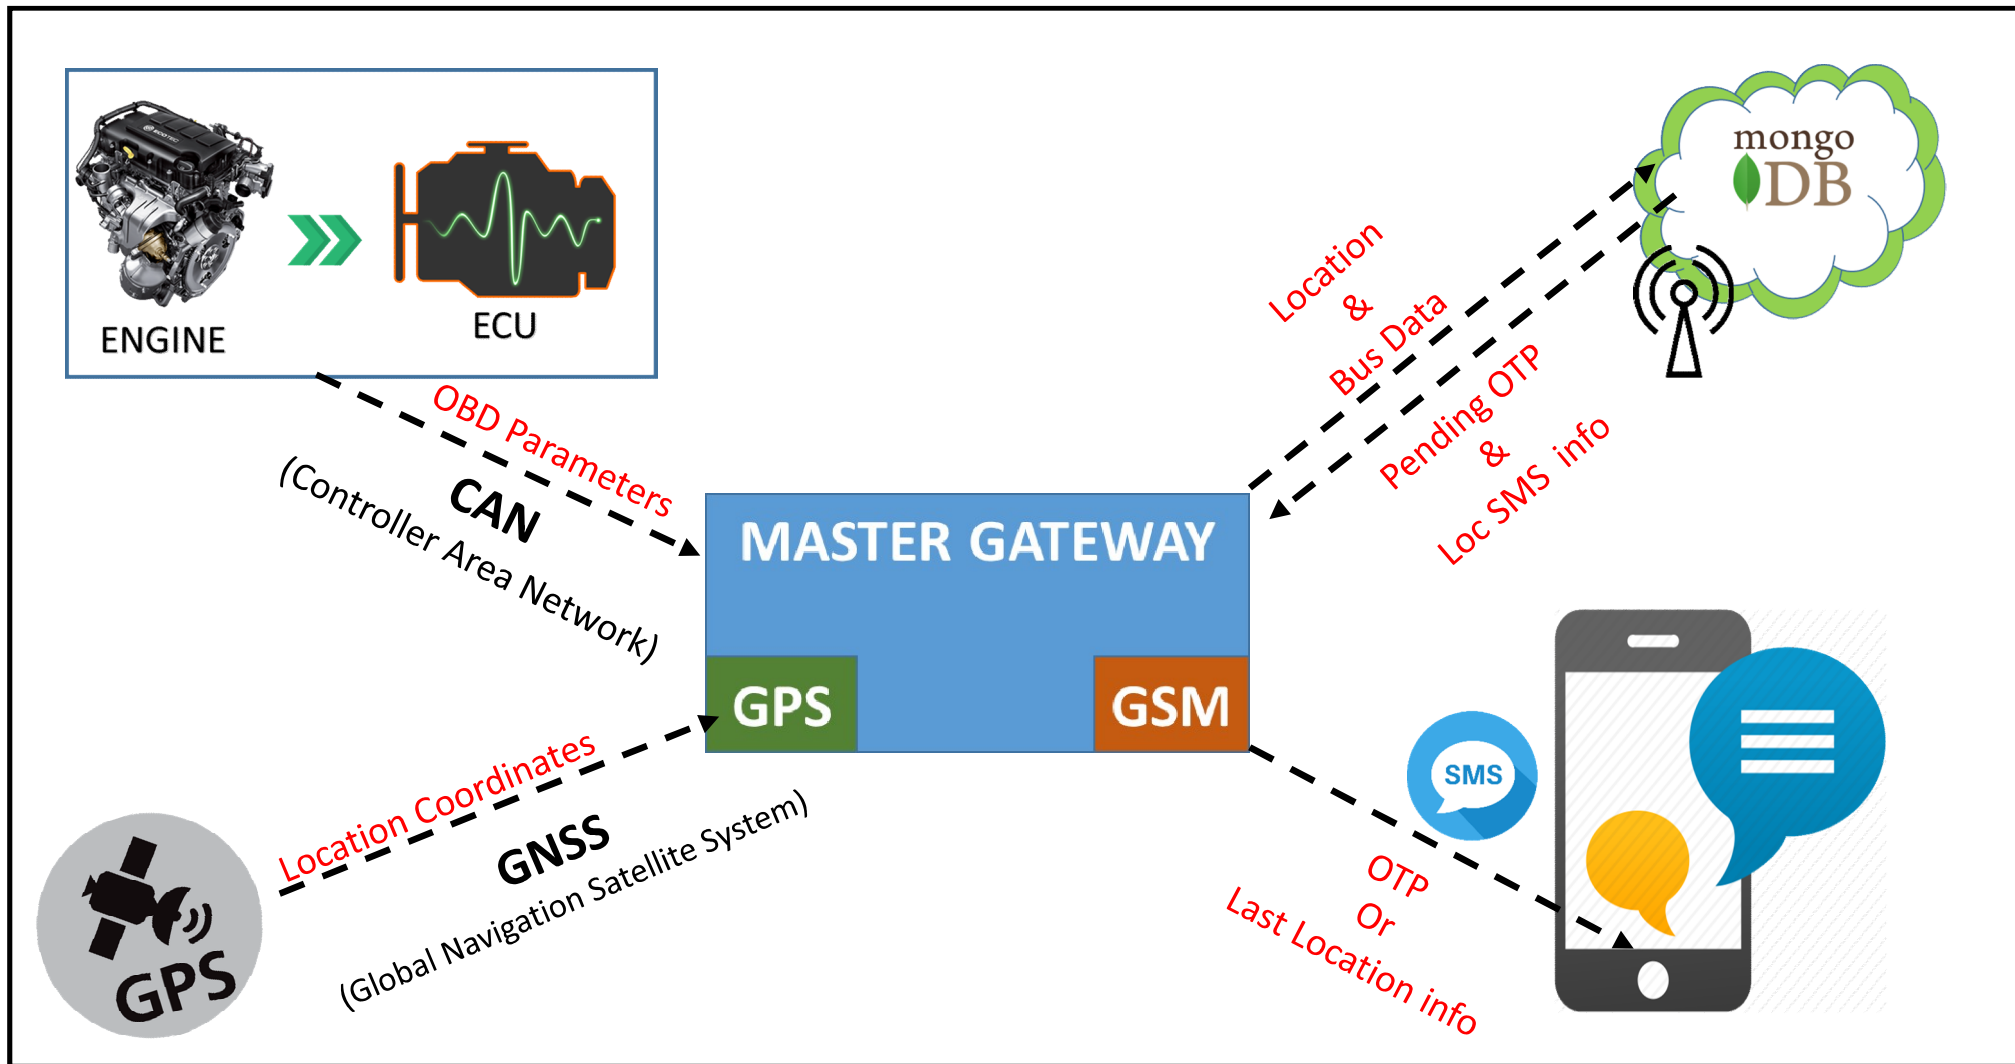 ECOTEC
ENGINE
ECU
OBD Parameters
CAN
(Controller Area Network)
mongo
DB
Location
&
Bus Data
Pending OTP
&
Loc SMS info
MASTER GATEWAY
GPS
GSM
Location Coordinates
GNSS
(Global Navigation Satellite System)
GPS
SMS
OTP
Or
Last Location info